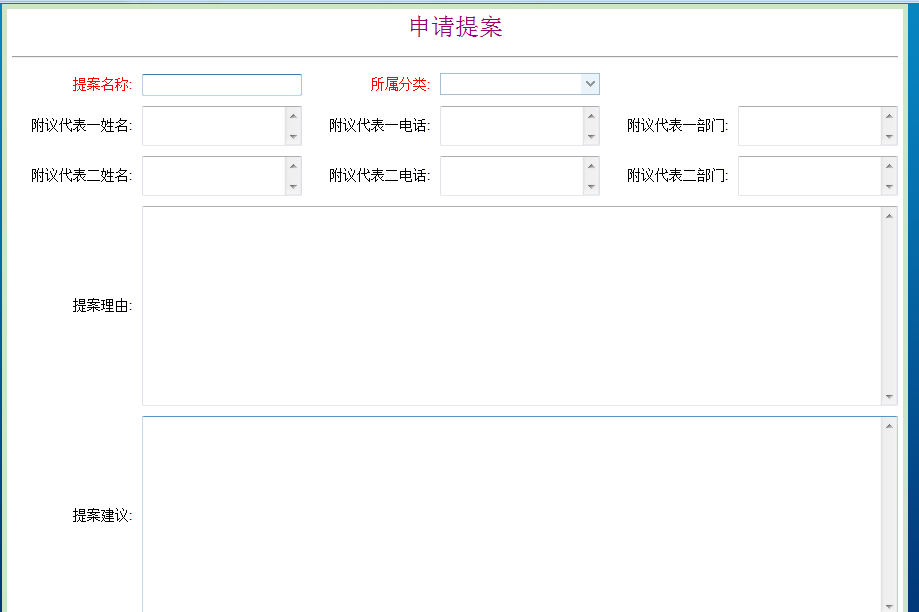 申请提案
提案名称: 所属分类:
附议代表一姓名: 附议代表一电话: 附议代表一部门:
附议代表二姓名: 附议代表二电话: 附议代表二部门:
提案理由:
提案建议: